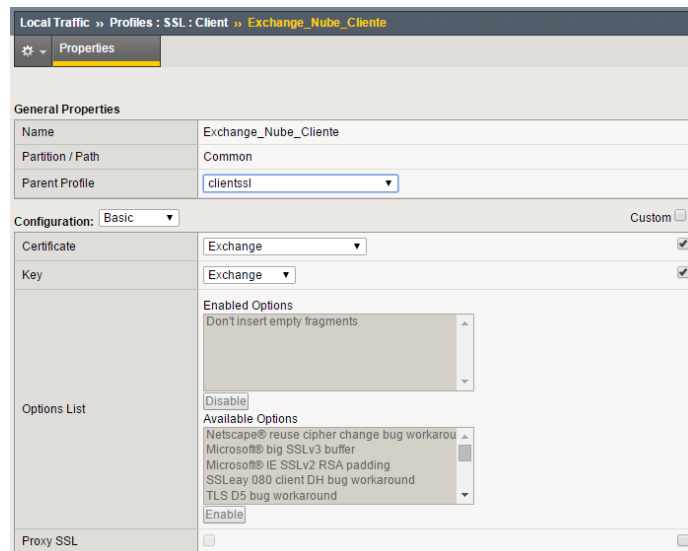 Local Traffic » Profiles : SSL : Client » Exchange_Nube_Cliente
Properties
General Properties
Name Exchange_Nube_Cliente
Partition / Path Common
Parent Profile clientssl
Configuration: Basic Custom
Certificate Exchange
Key Exchange
Enabled Options
Don't insert empty fragments
Disable
Options List
Available Options
Netscape® reuse cipher change bug workarou
Microsoft® big SSLv3 buffer
Microsoft® IE SSLv2 RSA padding
SSLeay 080 client DH bug workaround
TLS D5 bug workaround
Enable
Proxy SSL